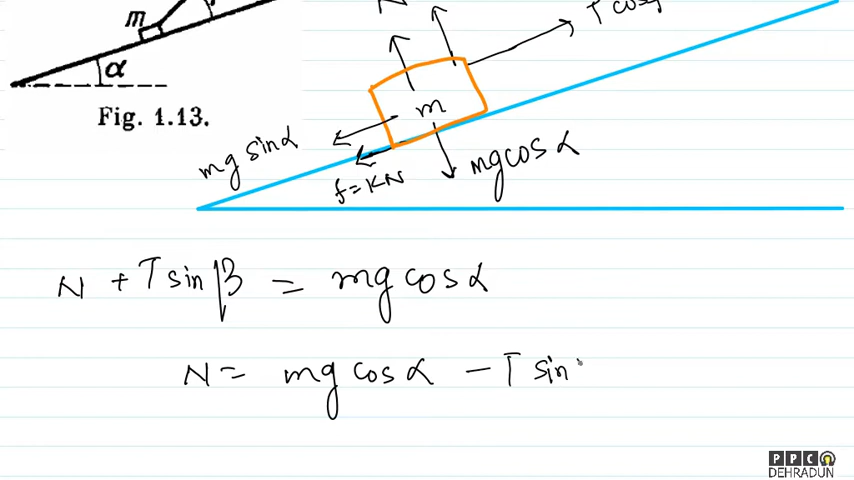 N
T cos
m
α
Fig. 1.13.
m
mg sinα
f=KN
mg cos α
N + T sin β = mg cos α
N = mg cos α - T sin
PPC
DEHRADUN